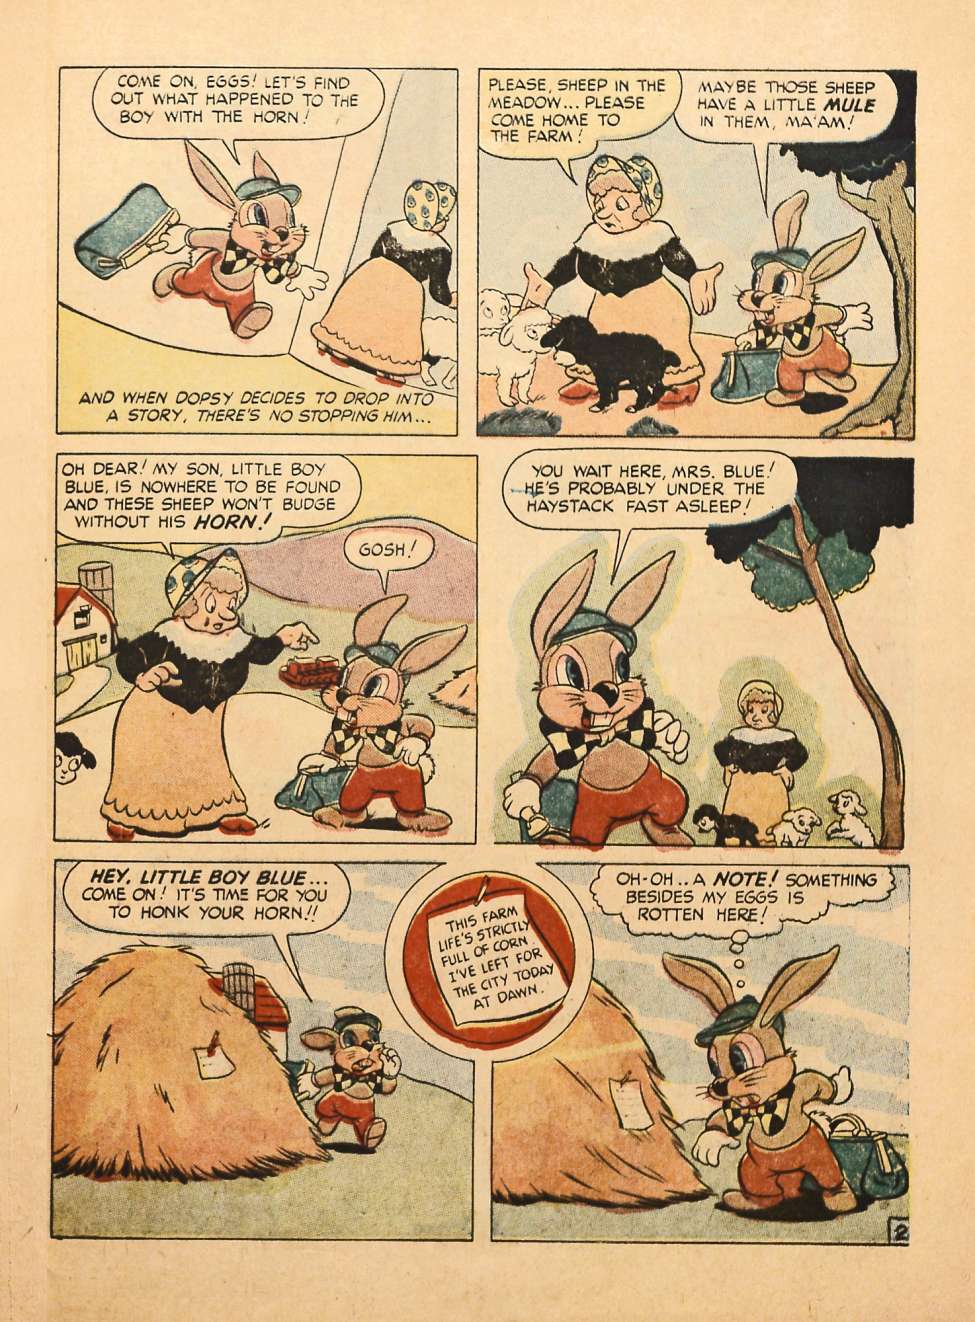 COME ON, EGGS! LET'S FIND
OUT WHAT HAPPENED TO THE
BOY WITH THE HORN!
AND WHEN DOPSY DECIDES TO DROP INTO
A STORY, THERE'S NO STOPPING HIM...
PLEASE, SHEEP IN THE
MEADOW... PLEASE
COME HOME TO
THE FARM!
MAYBE THOSE SHEEP
HAVE A LITTLE MULE
IN THEM, MA'AM!
OH DEAR! MY SON, LITTLE BOY
BLUE, IS NOWHERE TO BE FOUND
AND THESE SHEEP WON'T BUDGE
WITHOUT HIS HORN!
GOSH!
YOU WAIT HERE, MRS. BLUE!
HE'S PROBABLY UNDER THE
HAYSTACK FAST ASLEEP!
HEY, LITTLE BOY BLUE...
COME ON! IT'S TIME FOR YOU
TO HONK YOUR HORN!!
THIS FARM
LIFE'S STRICTLY
FULL OF CORN.
I'VE LEFT FOR
THE CITY TODAY
AT DAWN.
OH-OH.. A NOTE! SOMETHING
BESIDES MY EGGS IS
ROTTEN HERE!
2